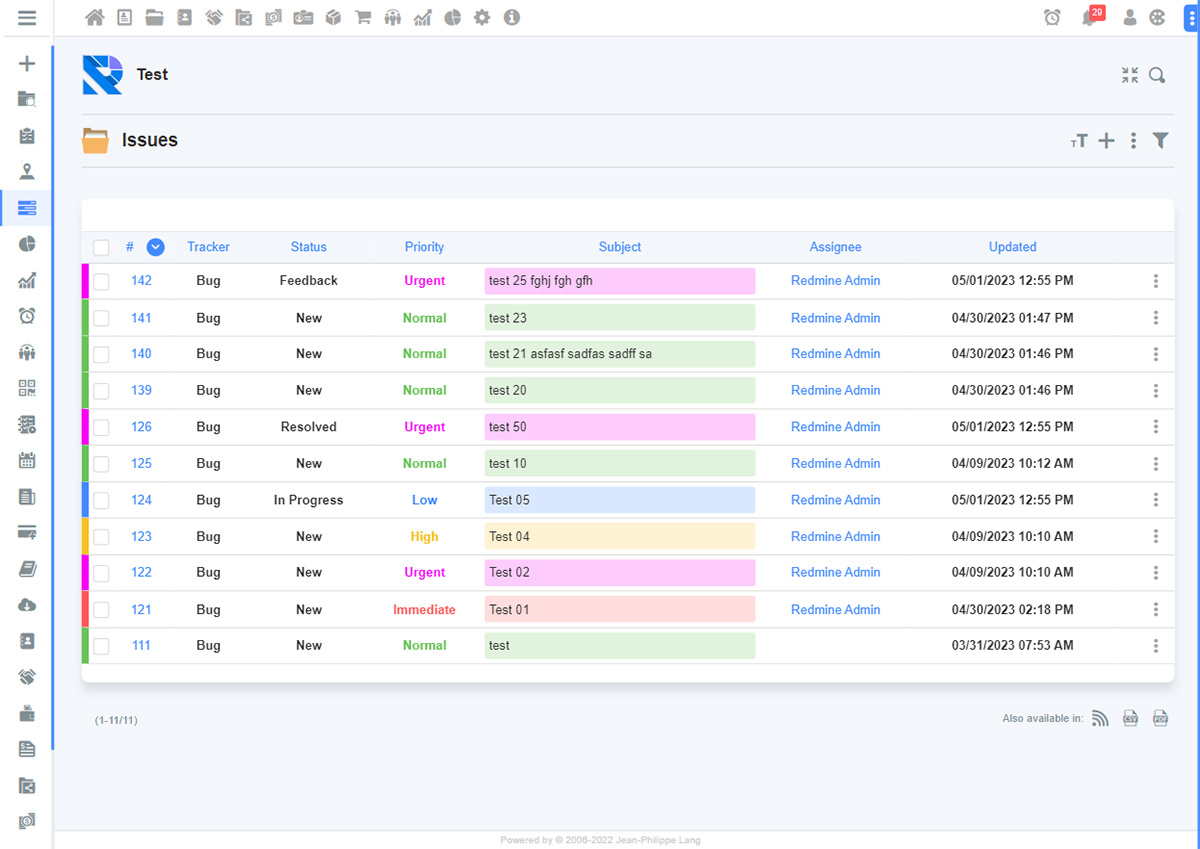 29
Test
Issues
# Tracker Status Priority Subject Assignee Updated
142 Bug Feedback Urgent test 25 fghj fgh gfh Redmine Admin 05/01/2023 12:55 PM
141 Bug New Normal test 23 Redmine Admin 04/30/2023 01:47 PM
140 Bug New Normal test 21 asfasf sadfas sadff sa Redmine Admin 04/30/2023 01:46 PM
139 Bug New Normal test 20 Redmine Admin 04/30/2023 01:46 PM
126 Bug Resolved Urgent test 50 Redmine Admin 05/01/2023 12:55 PM
125 Bug New Normal test 10 Redmine Admin 04/09/2023 10:12 AM
124 Bug In Progress Low Test 05 Redmine Admin 05/01/2023 12:55 PM
123 Bug New High Test 04 Redmine Admin 04/09/2023 10:10 AM
122 Bug New Urgent Test 02 Redmine Admin 04/09/2023 10:10 AM
121 Bug New Immediate Test 01 Redmine Admin 04/30/2023 02:18 PM
111 Bug New Normal test 03/31/2023 07:53 AM
(1-11/11) Also available in: CSV PDF
Powered by © 2006-2022 Jean-Philippe Lang